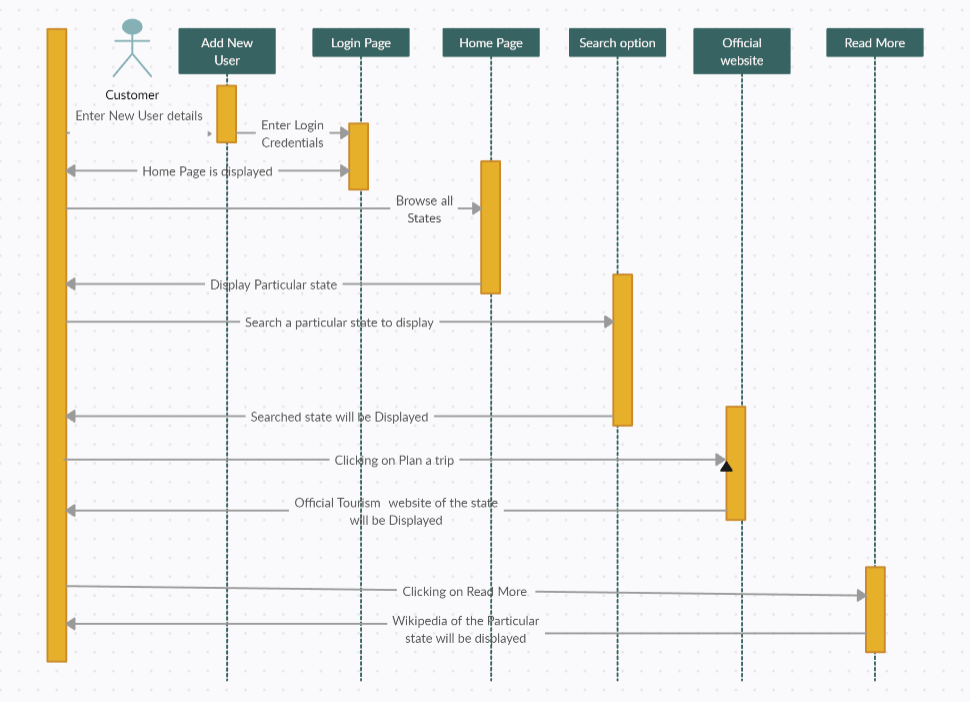 Add New
User
Login Page
Home Page
Search option
Official
website
Read More
Customer
Enter New User details
Enter Login
Credentials
Home Page is displayed
Browse all
States
Display Particular state
Search a particular state to display
Searched state will be Displayed
Clicking on Plan a trip
Official Tourism website of the state
will be Displayed
Clicking on Read More
Wikipedia of the Particular
state will be displayed